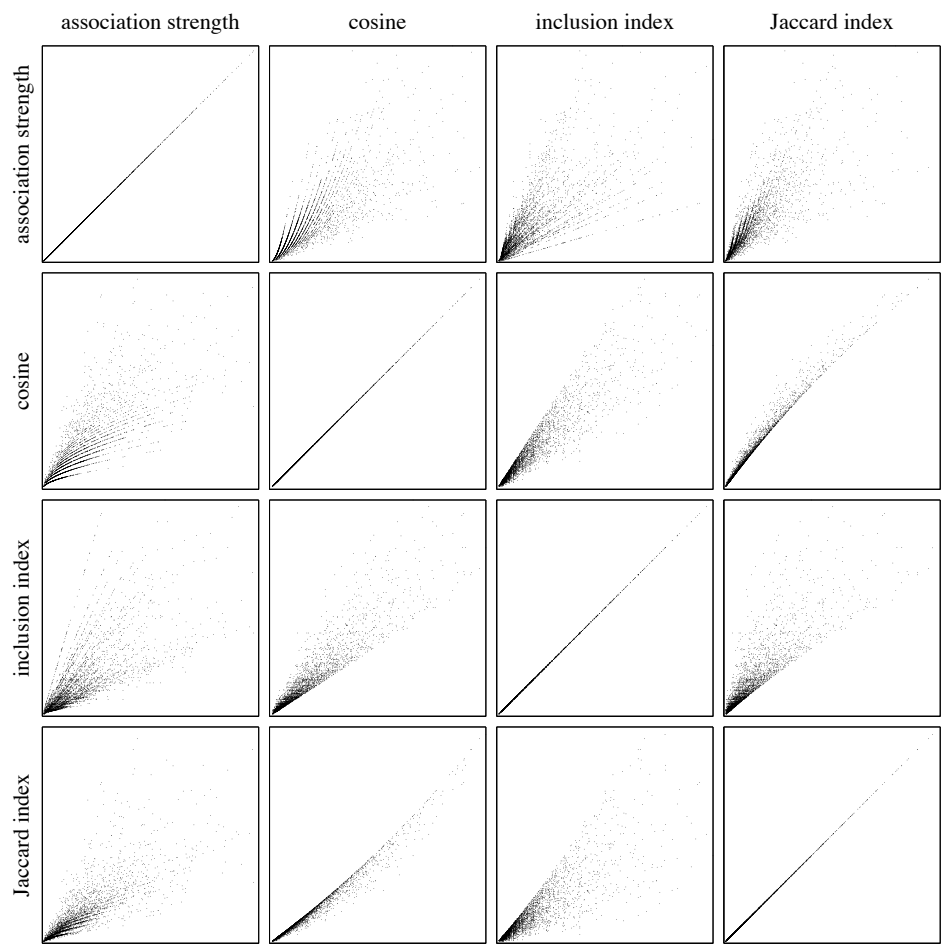 association strength
cosine
inclusion index
Jaccard index
association strength
cosine
inclusion index
Jaccard index